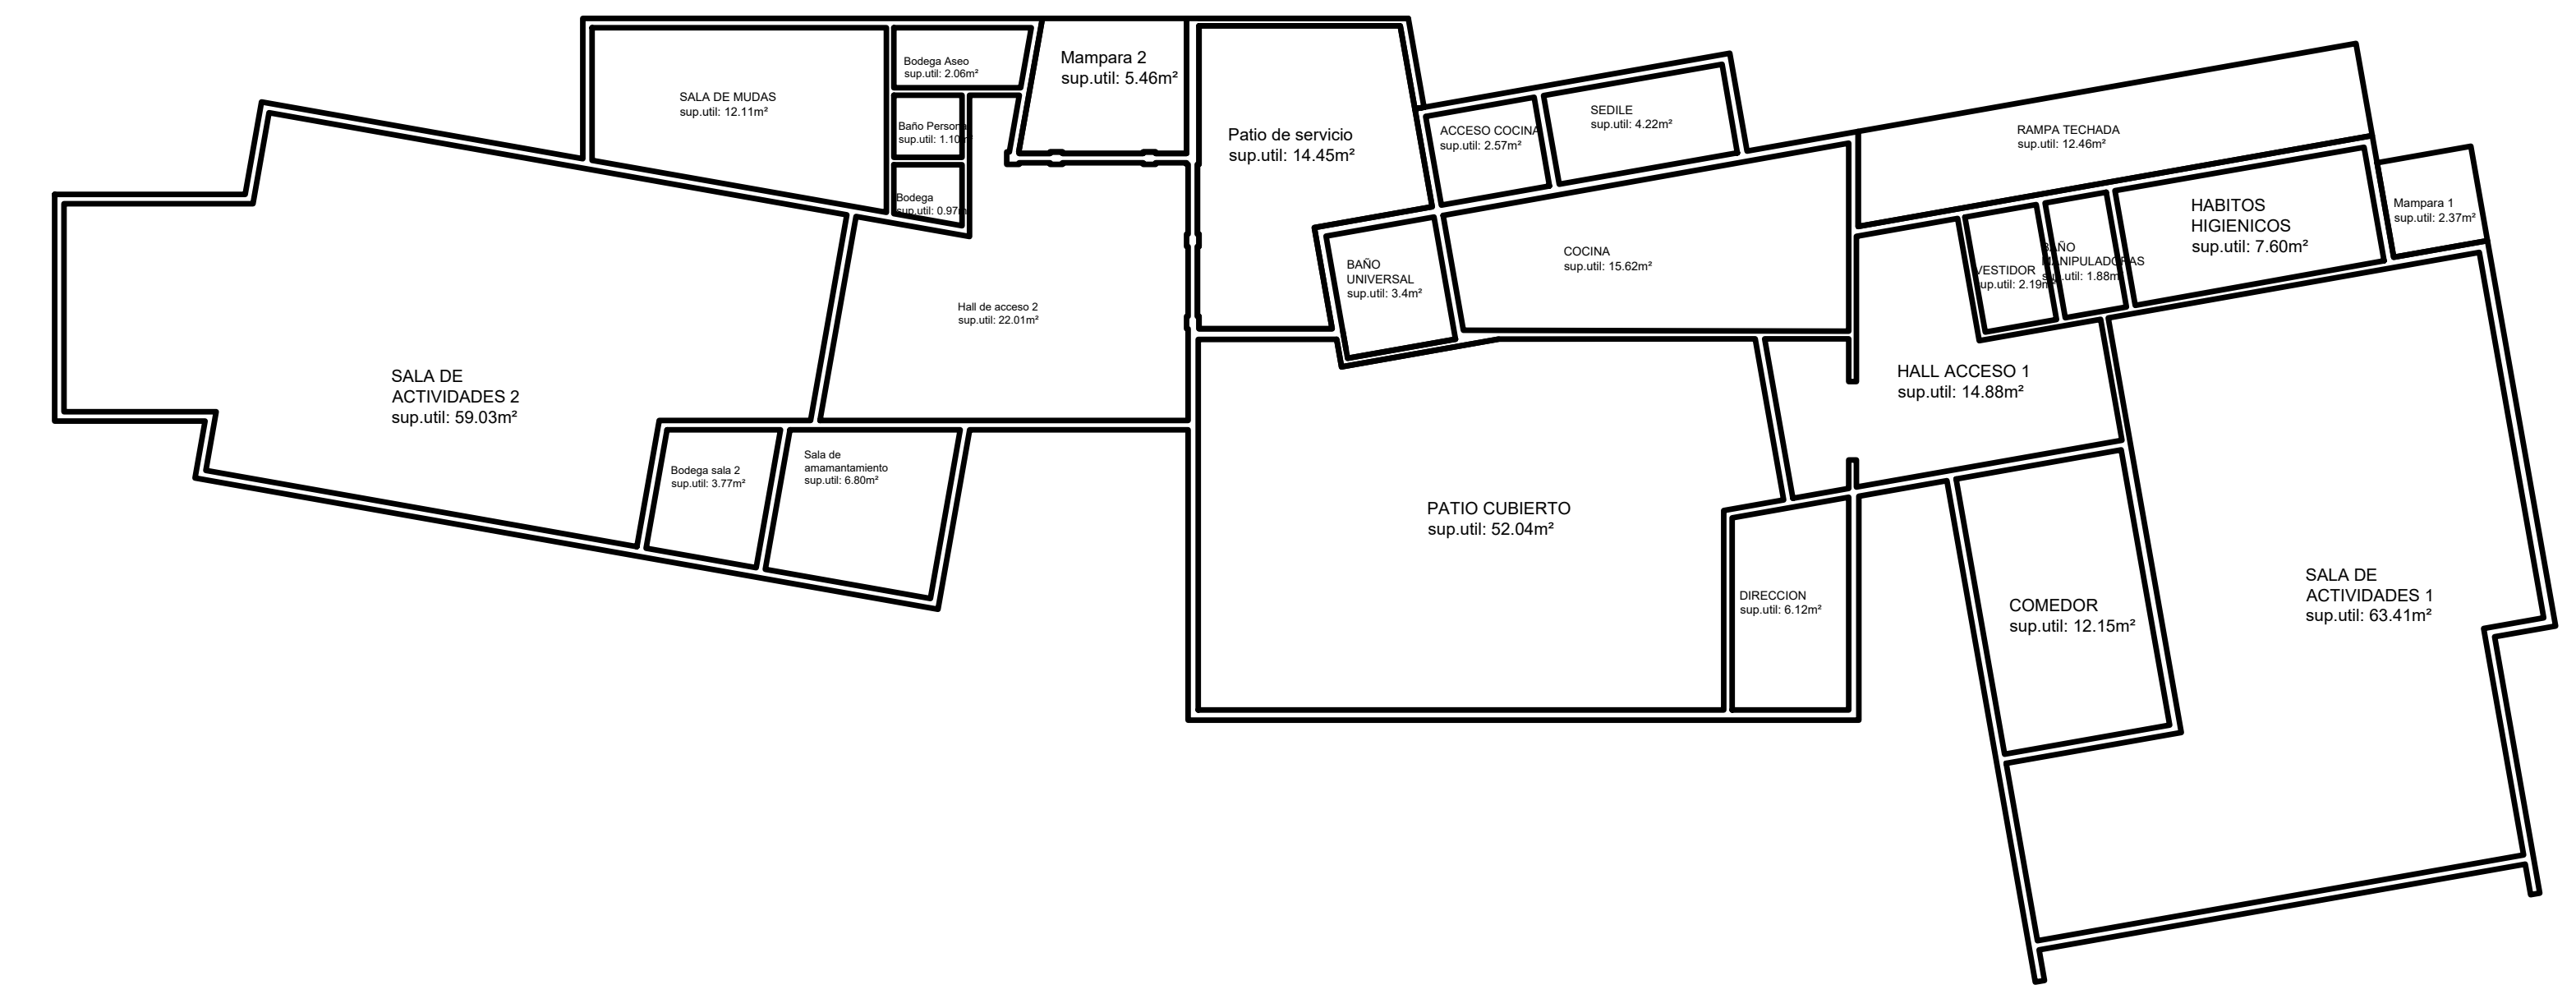 Bodega Aseo
sup.util: 2.06m²
Mampara 2
sup.util: 5.46m²
SALA DE MUDAS
sup.util: 12.11m²
Baño Persona
sup.util: 1.10m
Patio de servicio
sup.util: 14.45m²
ACCESO COCINA
sup.util: 2.57m²
SEDILE
sup.util: 4.22m²
RAMPA TECHADA
sup.util: 12.46m²
Bodega
sup.util: 0.97m
Mampara 1
sup.util: 2.37m²
HABITOS
HIGIENICOS
sup.util: 7.60m²
BAÑO
MANIPULADORAS
sup.util: 1.88m
VESTIDOR
sup.util: 2.19m²
COCINA
sup.util: 15.62m²
BAÑO
UNIVERSAL
sup.util: 3.4m²
Hall de acceso 2
sup.util: 22.01m²
SALA DE
ACTIVIDADES 2
sup.util: 59.03m²
HALL ACCESO 1
sup.util: 14.88m²
Bodega sala 2
sup.util: 3.77m²
Sala de
amamantamiento
sup.util: 6.80m²
PATIO CUBIERTO
sup.util: 52.04m²
DIRECCION
sup.util: 6.12m²
COMEDOR
sup.util: 12.15m²
SALA DE
ACTIVIDADES 1
sup.util: 63.41m²